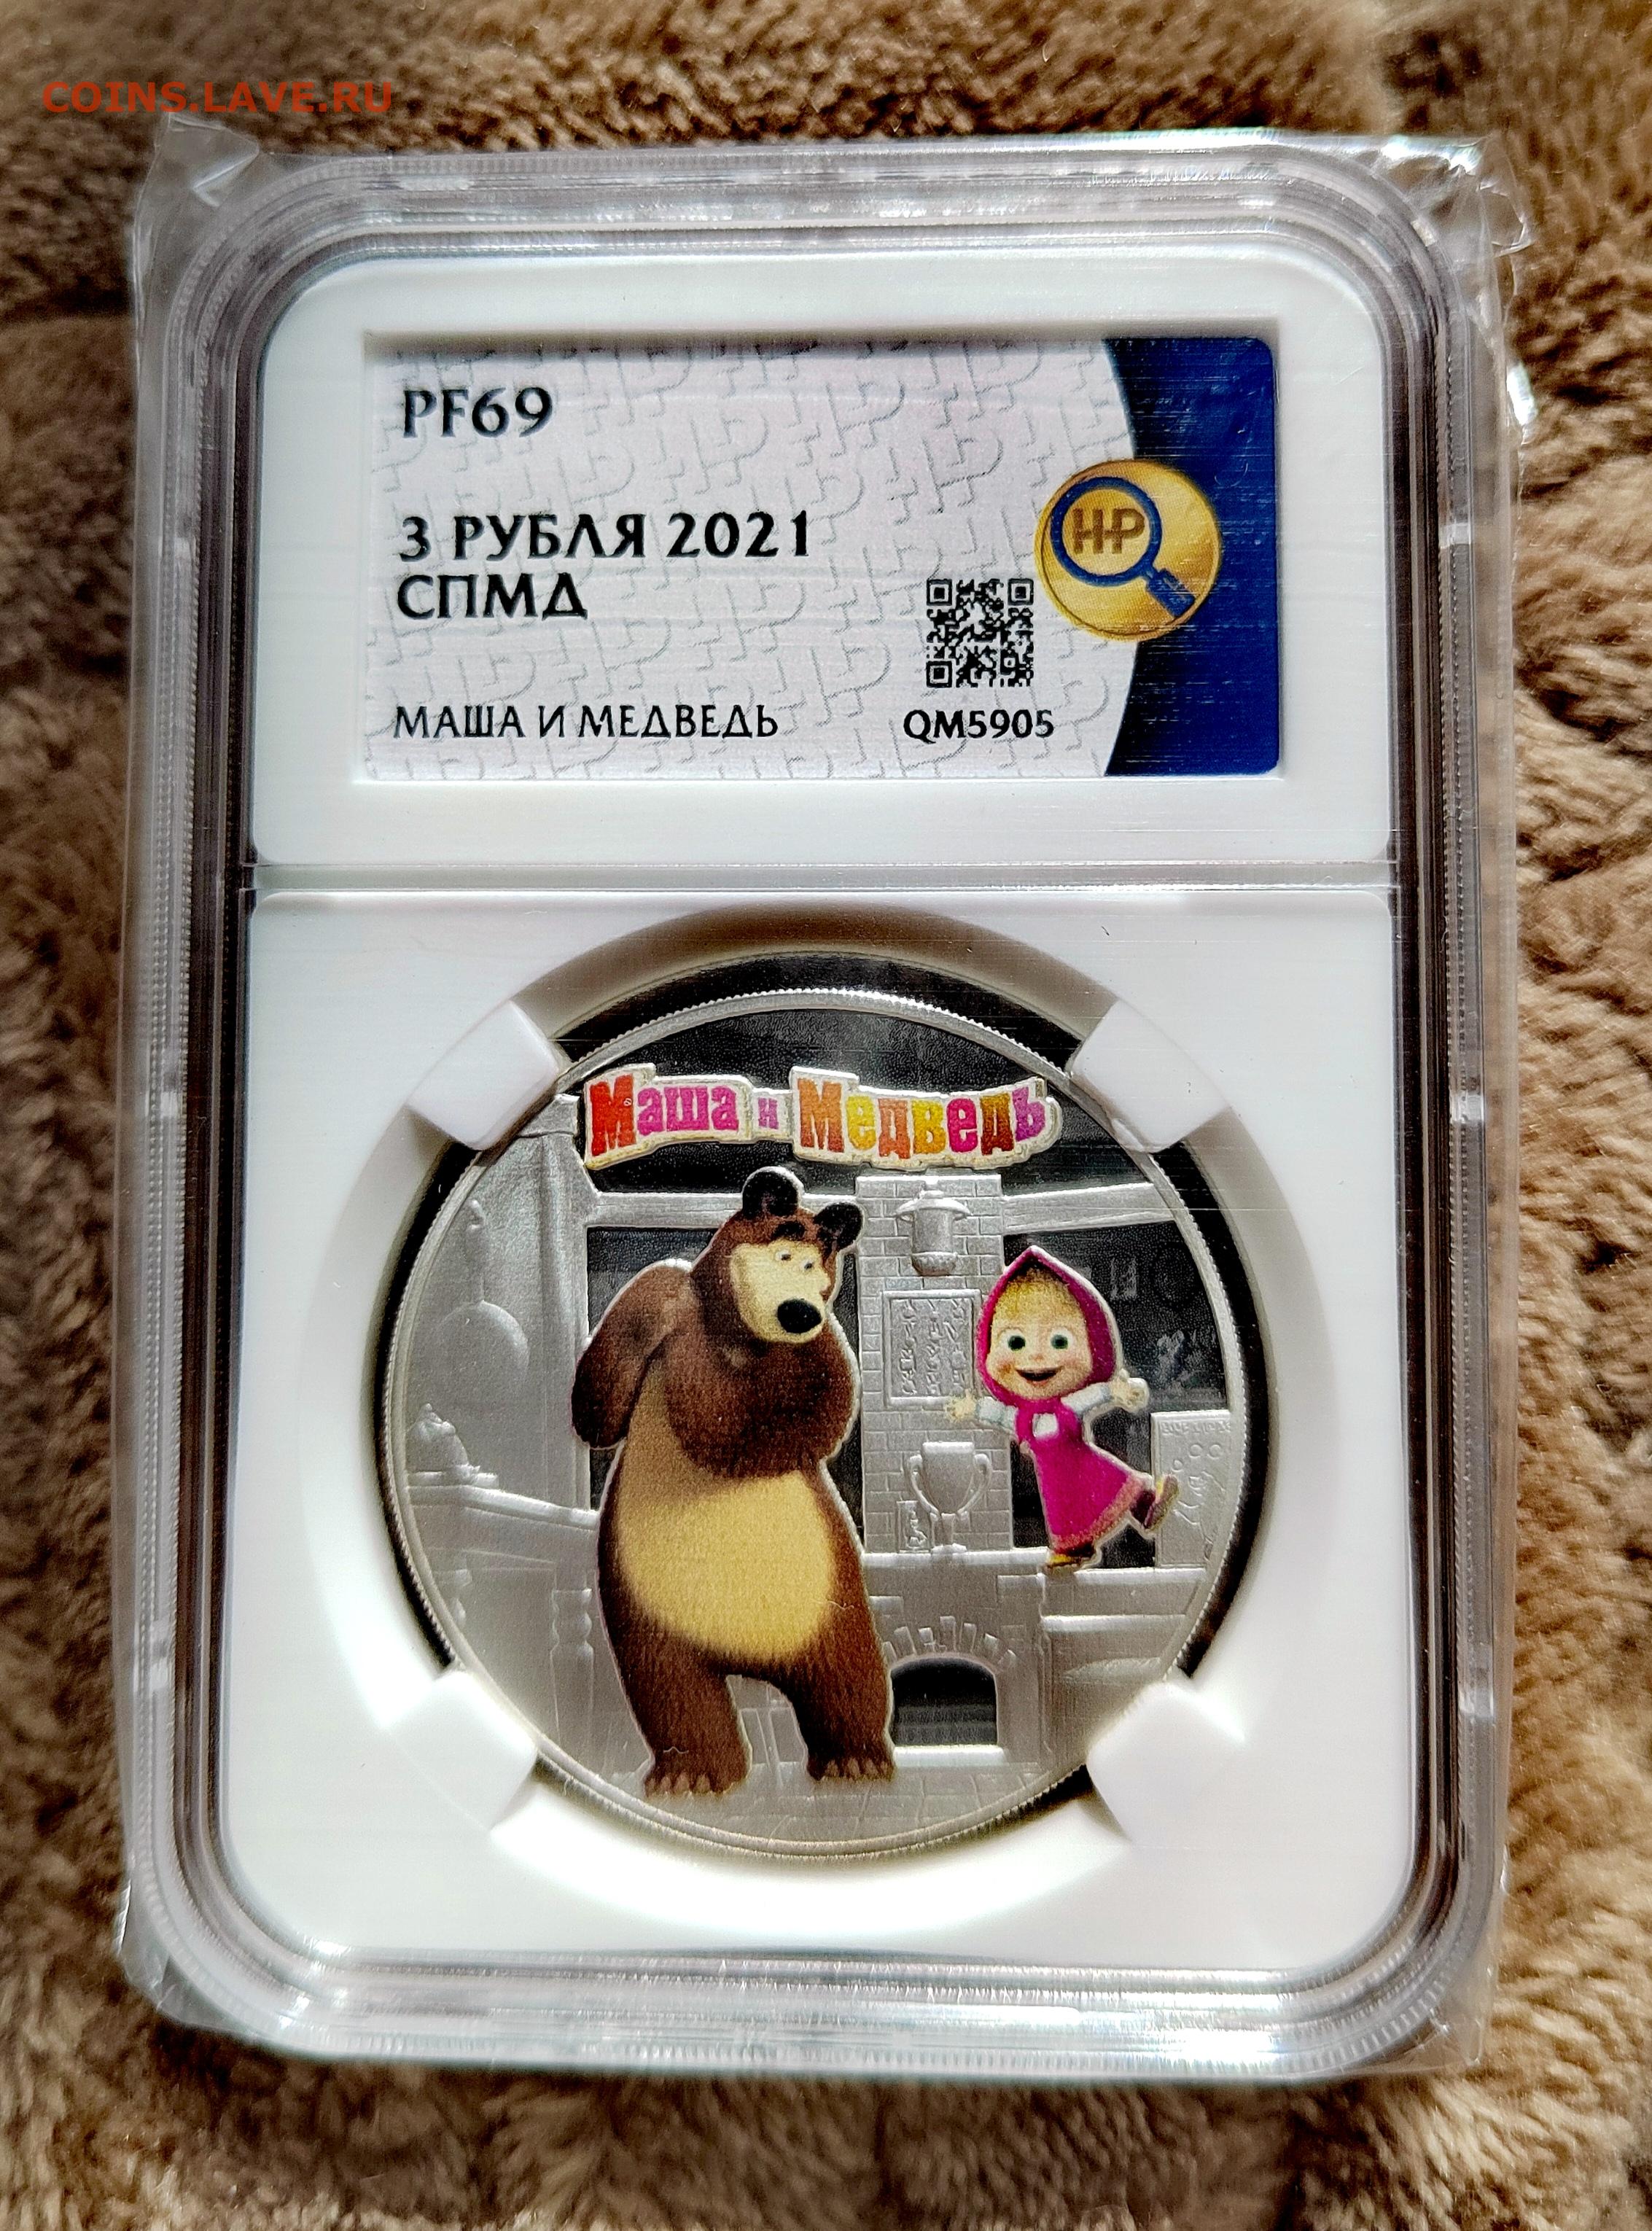 COINS.LAVE.RU
PF69
3 РУБЛЯ 2021
СПМД
МАША И МЕДВЕДЬ
QM5905
НР
Маша и Медведь